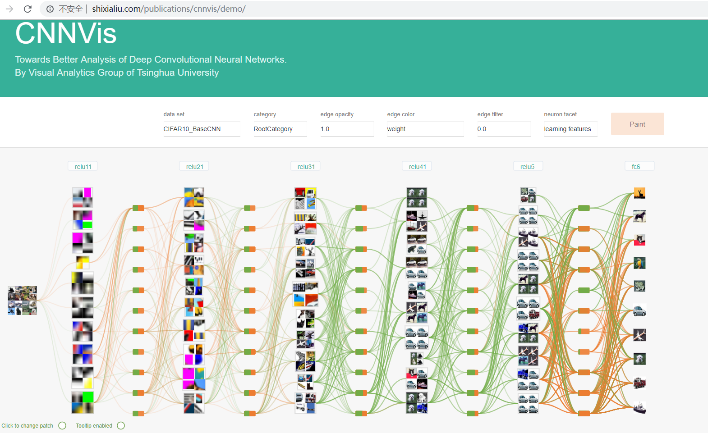 不安全 | shixialiu.com/publications/cnnvis/demo/
CNNVis
Towards Better Analysis of Deep Convolutional Neural Networks.
By Visual Analytics Group of Tsinghua University
data set category edge opacity edge color edge filter neuron facet
CIFAR10_BaseCNN RootCategory 1.0 weight 0.0 learning features
Paint
relu11 relu21 relu31 relu41 relu5 fc6
Click to change patch Tooltip enabled